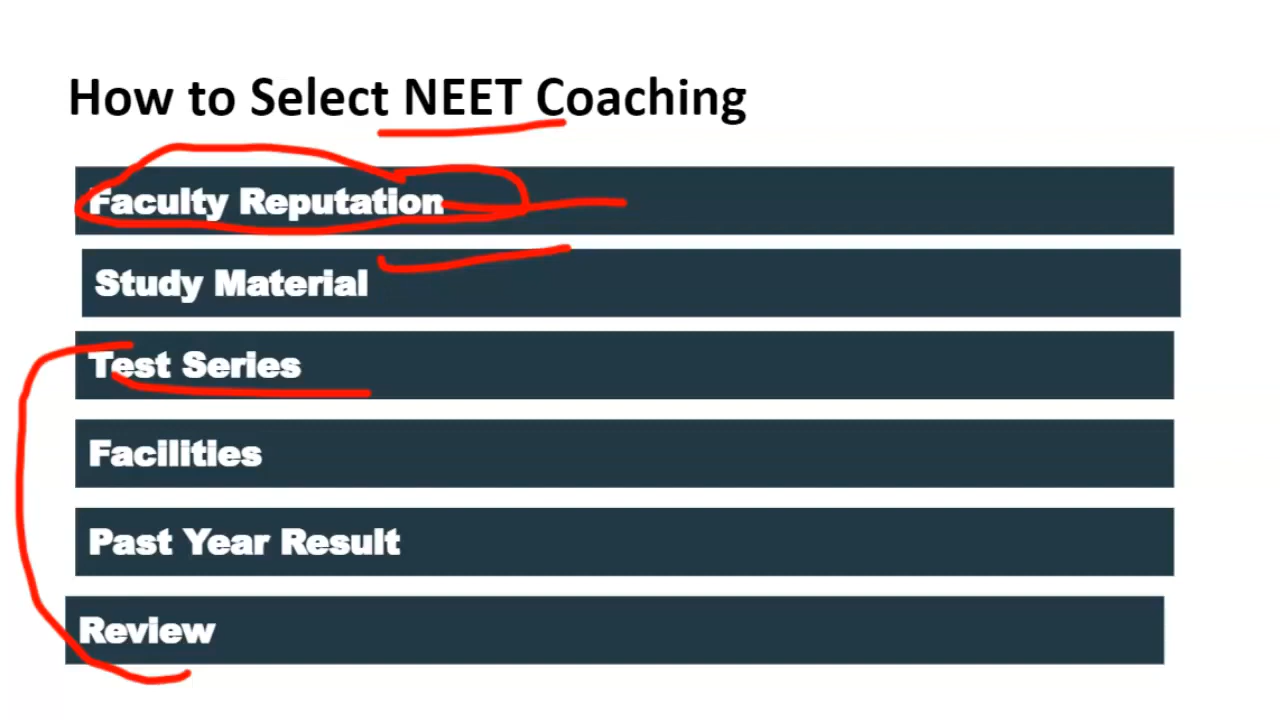 How to Select NEET Coaching
Faculty Reputation
Study Material
Test Series
Facilities
Past Year Result
Review